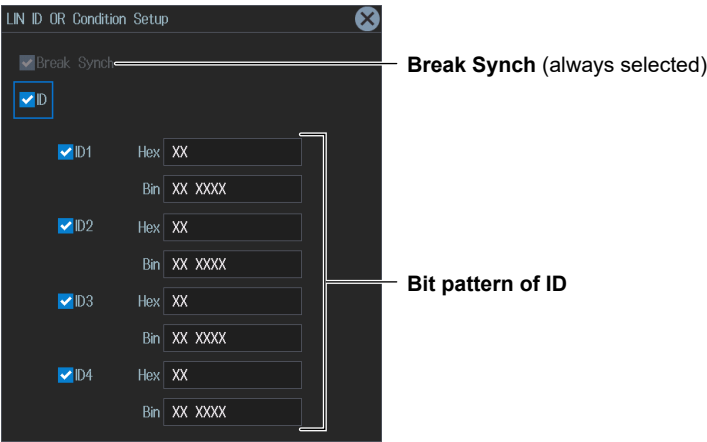 LIN ID OR Condition Setup
Break Synch
Break Synch (always selected)
ID
ID1 Hex XX
Bin XX XXXX
ID2 Hex XX
Bin XX XXXX
Bit pattern of ID
ID3 Hex XX
Bin XX XXXX
ID4 Hex XX
Bin XX XXXX